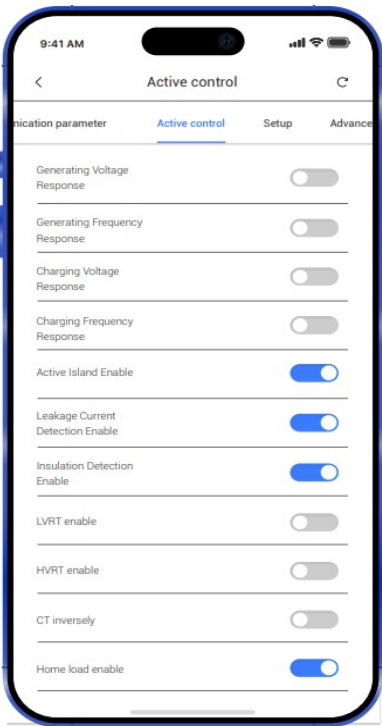 9:41 AM
Active control
nication parameter Active control Setup Advance
Generating Voltage
Response
Generating Frequency
Response
Charging Voltage
Response
Charging Frequency
Response
Active Island Enable
Leakage Current
Detection Enable
Insulation Detection
Enable
LVRT enable
HVRT enable
CT inversely
Home load enable